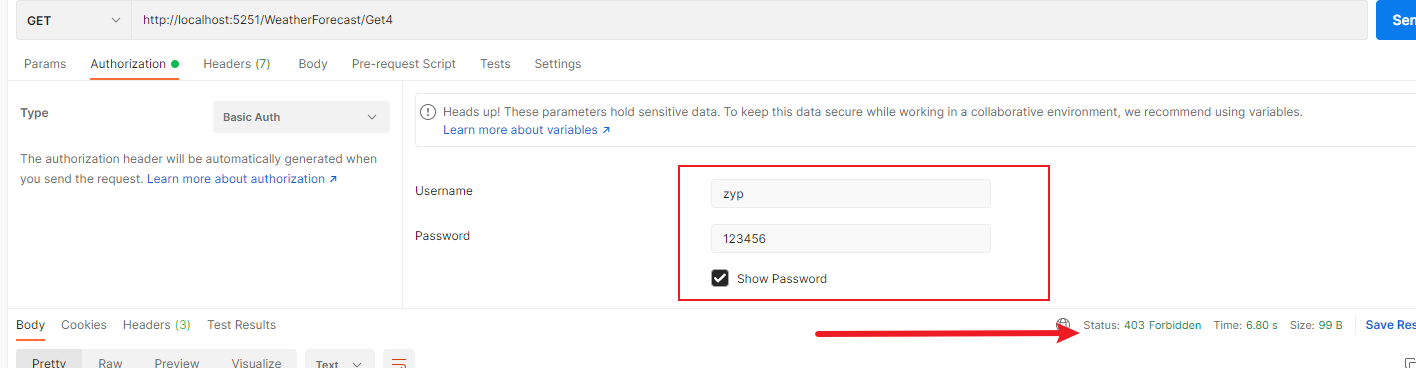 GET http://localhost:5251/WeatherForecast/Get4
Params Authorization Headers (7) Body Pre-request Script Tests Settings
Type Basic Auth
The authorization header will be automatically generated when
you send the request. Learn more about authorization ↗
Heads up! These parameters hold sensitive data. To keep this data secure while working in a collaborative environment, we recommend using variables.
Learn more about variables ↗
Username zyp
Password 123456
Show Password
Body Cookies Headers (3) Test Results Status: 403 Forbidden Time: 6.80 s Size: 99 B
Pretty Raw Preview Visualize Text